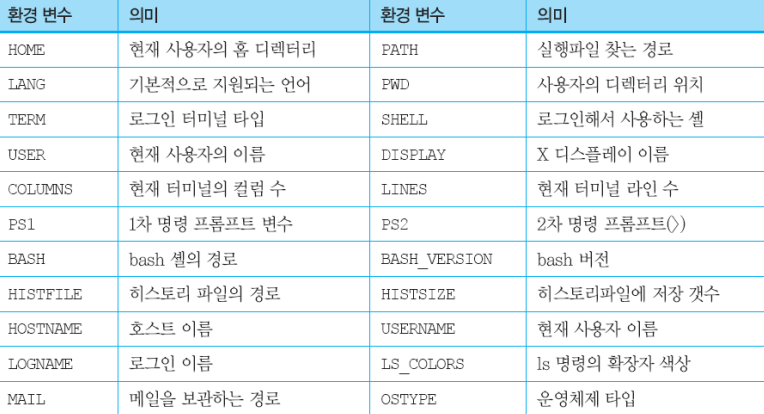 환경 변수 의미 환경 변수 의미
HOME 현재 사용자의 홈 디렉터리 PATH 실행파일 찾는 경로
LANG 기본적으로 지원되는 언어 PWD 사용자의 디렉터리 위치
TERM 로그인 터미널 타입 SHELL 로그인해서 사용하는 셸
USER 현재 사용자의 이름 DISPLAY X 디스플레이 이름
COLUMNS 현재 터미널의 컬럼 수 LINES 현재 터미널 라인 수
PS1 1차 명령 프롬프트 변수 PS2 2차 명령 프롬프트(>)
BASH bash 셸의 경로 BASH_VERSION bash 버전
HISTFILE 히스토리 파일의 경로 HISTSIZE 히스토리파일에 저장 갯수
HOSTNAME 호스트 이름 USERNAME 현재 사용자 이름
LOGNAME 로그인 이름 LS_COLORS ls 명령의 확장자 색상
MAIL 메일을 보관하는 경로 OSTYPE 운영체제 타입